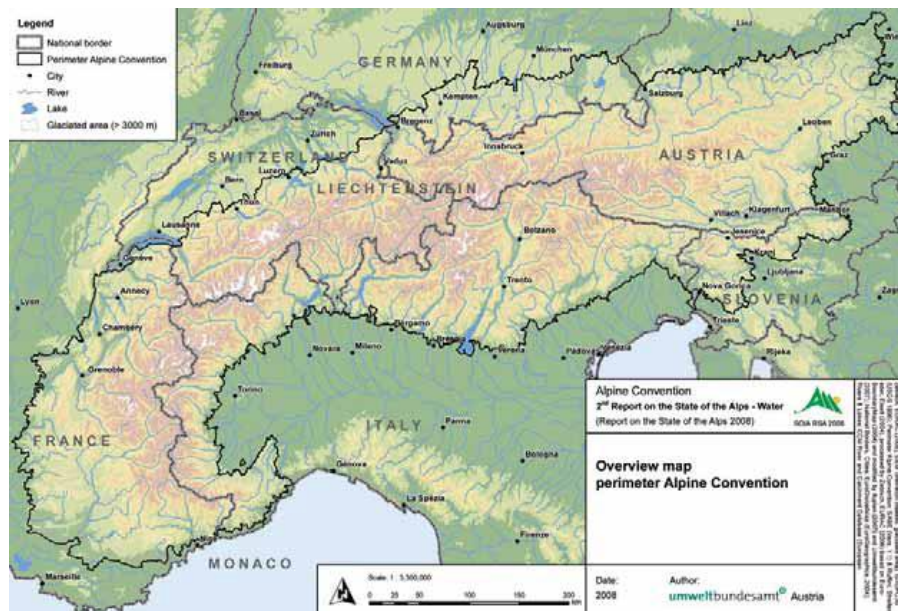 Legend
National border
Perimeter Alpine Convention
City
River
Lake
Glaciated area (> 3000 m)
Augsburg
Linz
München
Freiburg
GERMANY
Kempten
Salzburg
Basel
Bregenz
Zürich
Leoben
Innsbruck
SWITZERLAND
Vaduz
AUSTRIA
Graz
Luzern
Bern
LIECHTENSTEIN
Thun
Villach
Klagenfurt
Maribor
Lausanne
Bolzano
Jesenice
Kranj
Genève
Ljubljana
Annecy
Trento
Nova Gorica
SLOVENIA
Zag
Lyon
Chambery
Bergamo
Trieste
Brescia
Novara
Milano
Verona
Padova
Venezia
Rijeka
Grenoble
Torino
Alpine Convention
2nd Report on the State of the Alps - Water
(Report on the State of the Alps 2008)
SOIA RSA 2008
ITALY
Parma
FRANCE
Bologna
Genova
Overview map
perimeter Alpine Convention
La Spézia
Firenze
MONACO
Marseille
Scale: 1 : 3,500,000
0 25 50 100 150 200
km
Date:
2008
Author:
umweltbundesamt Austria